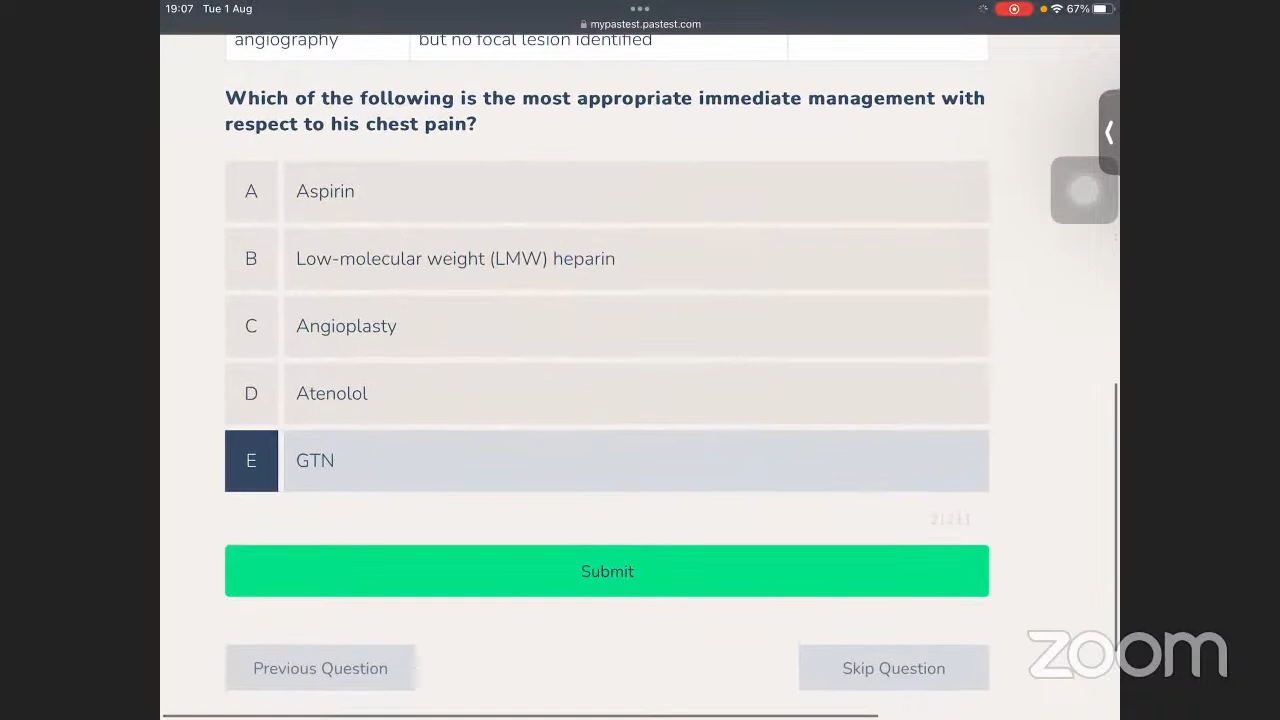 19:07 Tue 1 Aug
67%
mypastest.pastest.com
angiography but no focal lesion identified
Which of the following is the most appropriate immediate management with
respect to his chest pain?
A Aspirin
B Low-molecular weight (LMW) heparin
C Angioplasty
D Atenolol
E GTN
Submit
Previous Question Skip Question
zoom